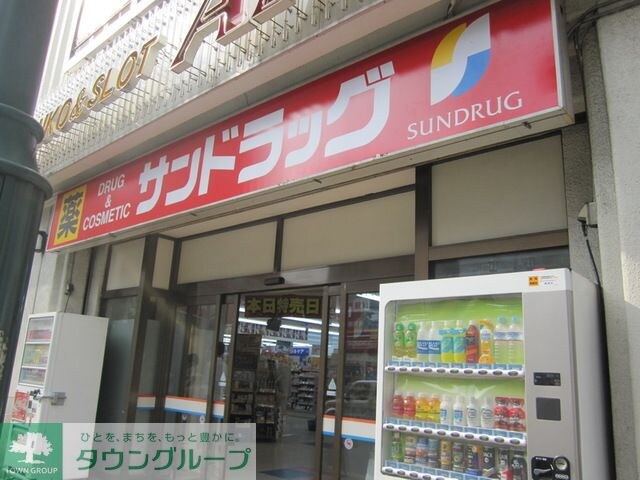 KO & SLOT
薬
DRUG
&
COSMETIC
サンドラッグ
SUNDRUG
本日特売日
TOWN GROUP
ひとを、まちを、もっと豊かに。
タウングループ